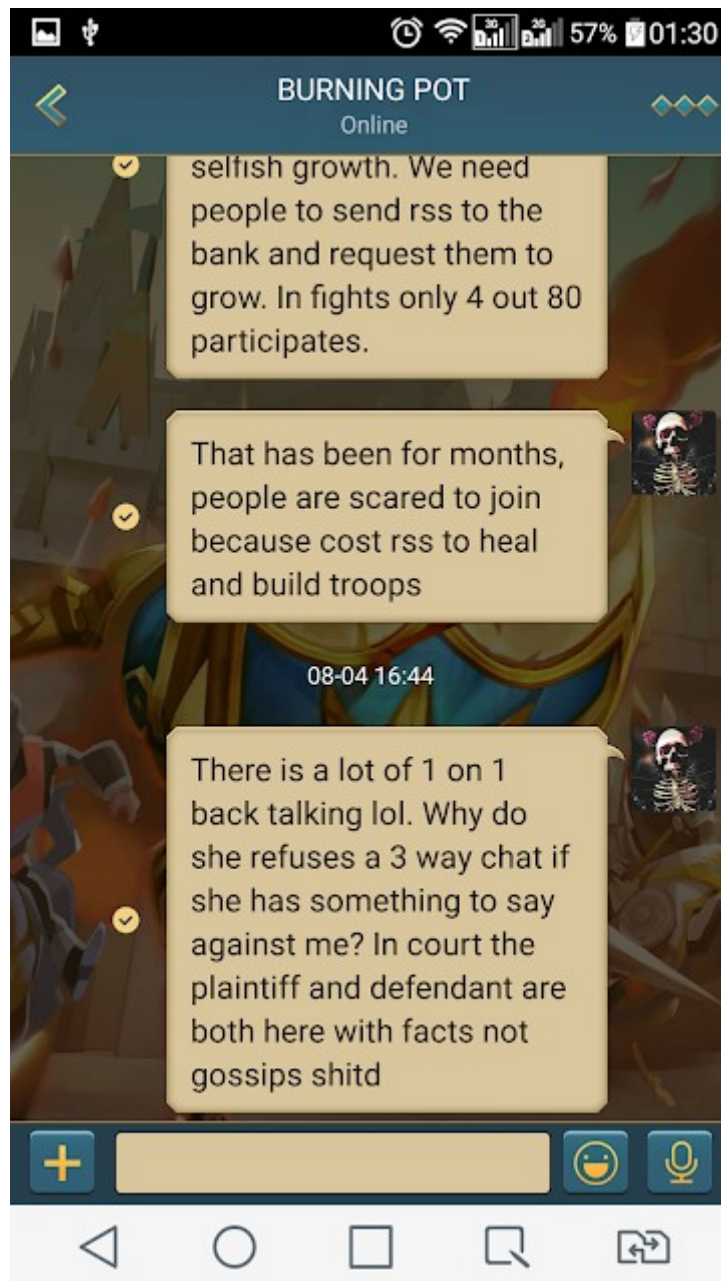 57% 01:30
BURNING POT
Online
selfish growth. We need
people to send rss to the
bank and request them to
grow. In fights only 4 out 80
participates.
That has been for months,
people are scared to join
because cost rss to heal
and build troops
08-04 16:44
There is a lot of 1 on 1
back talking lol. Why do
she refuses a 3 way chat if
she has something to say
against me? In court the
plaintiff and defendant are
both here with facts not
gossips shitd